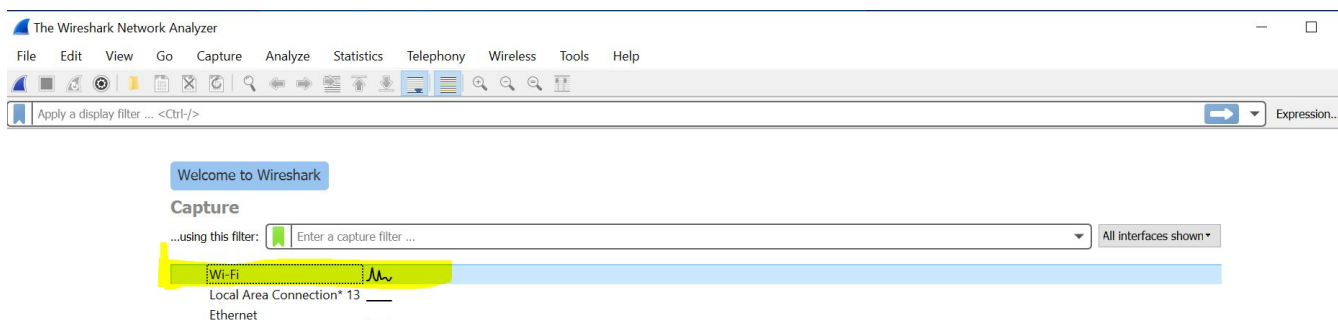 The Wireshark Network Analyzer
File Edit View Go Capture Analyze Statistics Telephony Wireless Tools Help
Apply a display filter ... <Ctrl-/>
Expression...
Welcome to Wireshark
Capture
...using this filter: Enter a capture filter ... All interfaces shown
Wi-Fi
Local Area Connection* 13
Ethernet